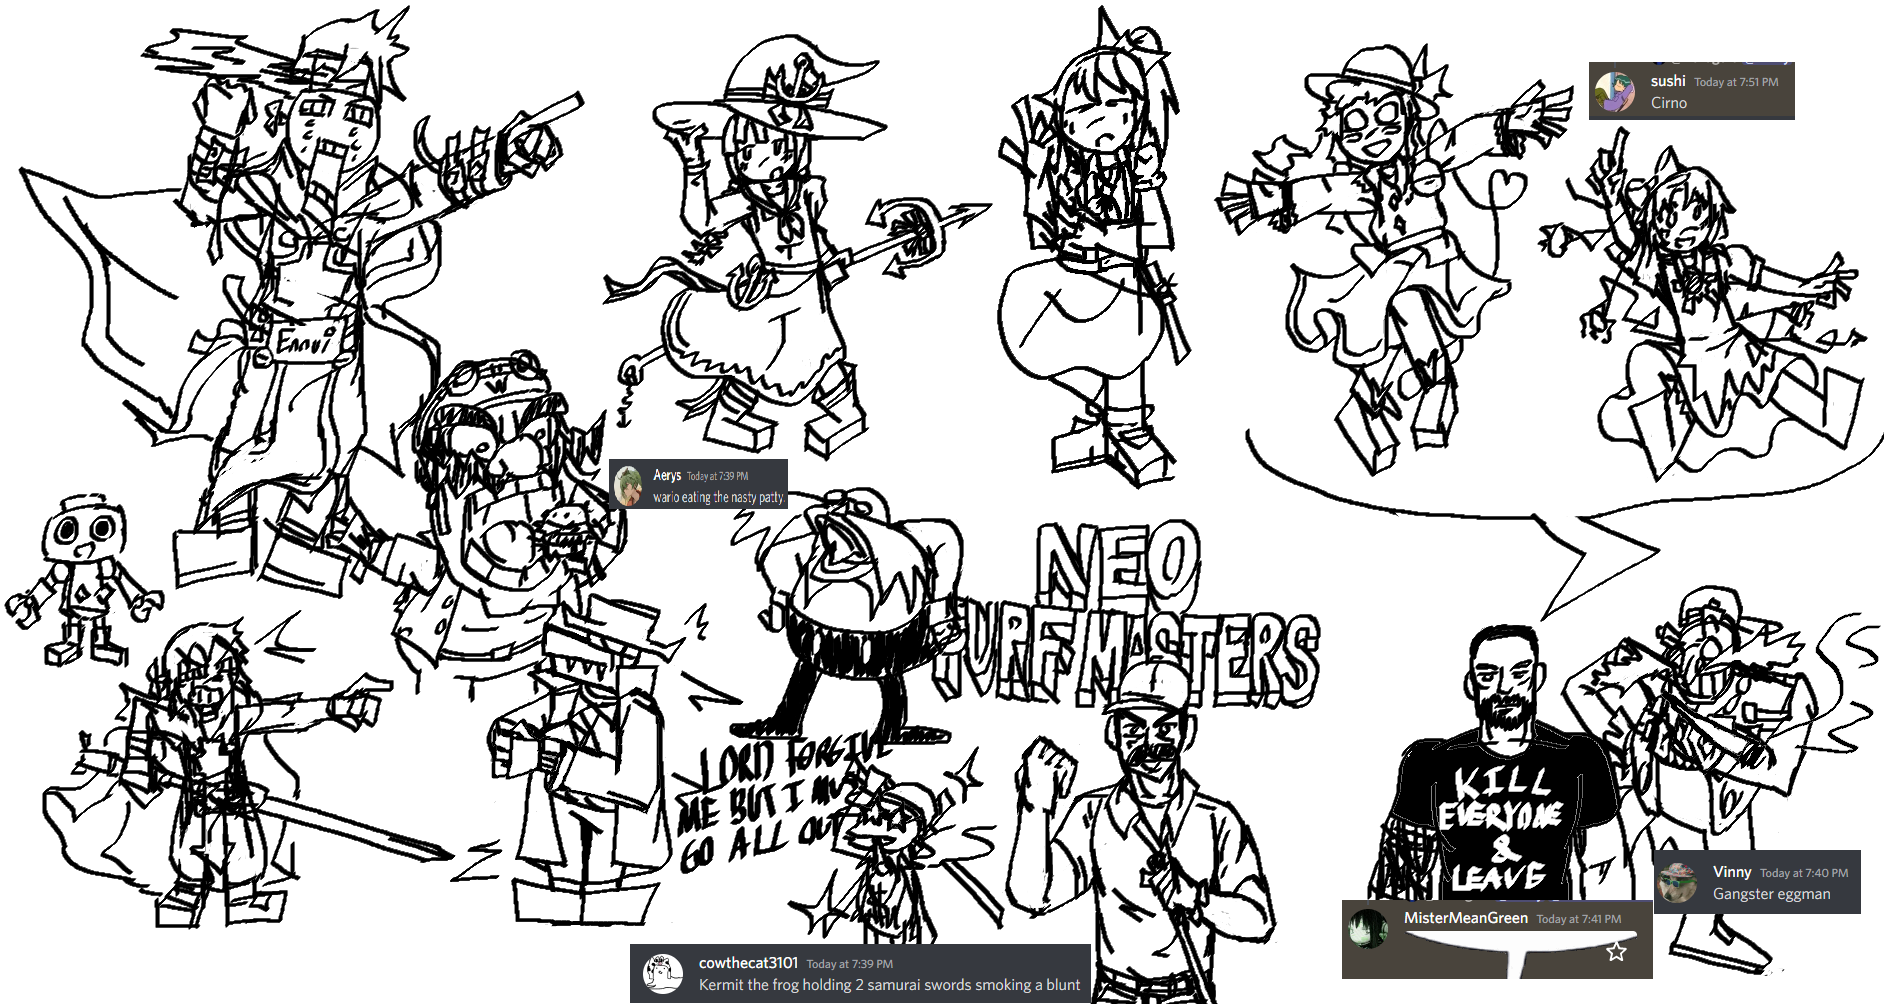 sushi Today at 7:51 PM
Cirno
Ennui
W
Aerys Today at 7:39 PM
wario eating the nasty patty.
NEO
TURF MASTERS
LORD FORGIVE
ME BUT I MUS
GO ALL OUT
KILL
EVERYONE
&
LEAVE
Vinny Today at 7:40 PM
Gangster eggman
MisterMeanGreen Today at 7:41 PM
cowthecat3101 Today at 7:39 PM
Kermit the frog holding 2 samurai swords smoking a blunt